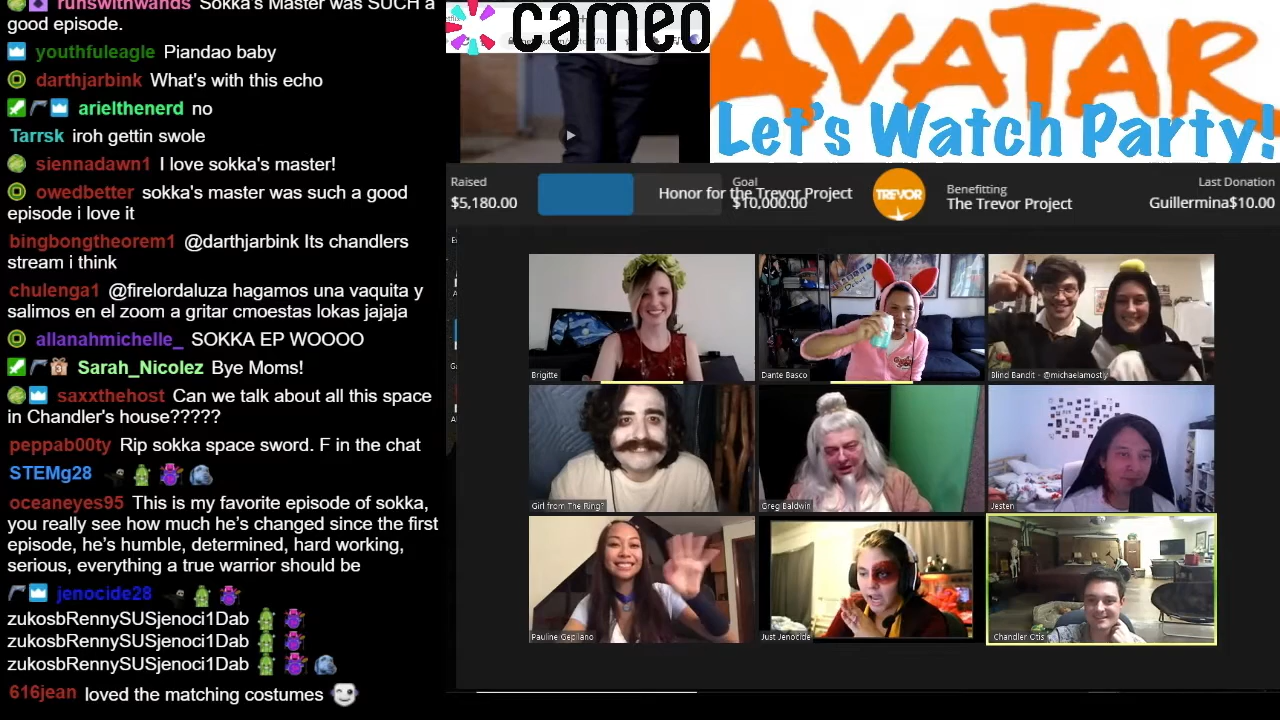 runswithwands Sokka's Master was SUCH a
good episode.
youthfuleagle Piandao baby
darthjarbink What's with this echo
arielthenerd no
Tarrsk iroh gettin swole
siennadawn1 I love sokka's master!
owedbetter sokka's master was such a good
episode i love it
bingbongtheorem1 @darthjarbink Its chandlers
stream i think
chulenga1 @firelordaluza hagamos una vaquita y
salimos en el zoom a gritar cmoestas lokas jajaja
allanahmichelle_ SOKKA EP WOOOO
Sarah_Nicolez Bye Moms!
saxxthehost Can we talk about all this space
in Chandler's house?????
peppab00ty Rip sokka space sword. F in the chat
STEMg28
oceaneyes95 This is my favorite episode of sokka,
you really see how much he's changed since the first
episode, he's humble, determined, hard working,
serious, everything a true warrior should be
jenocide28
zukosbRennySUSjenoci1Dab
zukosbRennySUSjenoci1Dab
zukosbRennySUSjenoci1Dab
616jean loved the matching costumes
cameo
AVATAR
Let's Watch Party!
Raised
$5,180.00
Honor for the Trevor Project
Goal
$10,000.00
TREVOR
Benefitting
The Trevor Project
Last Donation
Guillermina$10.00
Brigitte
Dante Basco
Blind Bandit - @michaelamostly
Girl from The Ring?
Greg Baldwin
Jesten
Pauline Gepilano
Just Jenocide
Chandler Otis